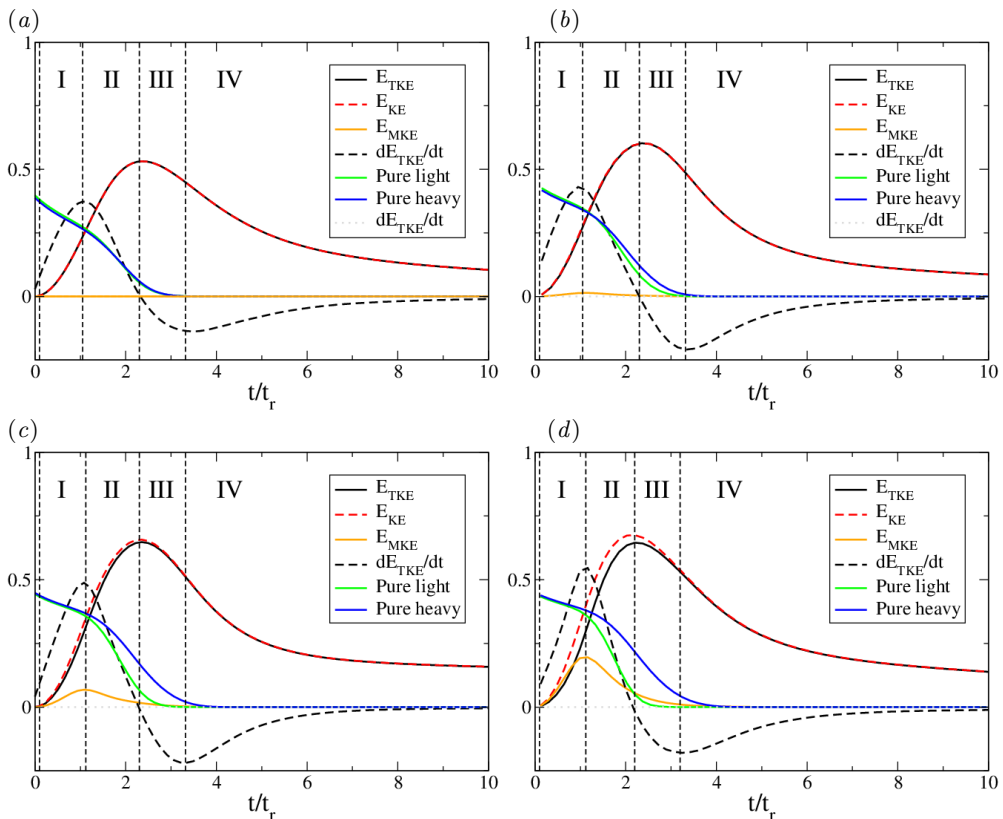 (a)
I II III IV
E_TKE
E_KE
E_MKE
dE_TKE/dt
Pure light
Pure heavy
dE_TKE/dt
1
0.5
0
0 2 4 6 8 10
t/t_r
(b)
I II III IV
E_TKE
E_KE
E_MKE
dE_TKE/dt
Pure light
Pure heavy
dE_TKE/dt
1
0.5
0
0 2 4 6 8 10
t/t_r
(c)
I II III IV
E_TKE
E_KE
E_MKE
dE_TKE/dt
Pure light
Pure heavy
1
0.5
0
0 2 4 6 8 10
t/t_r
(d)
I II III IV
E_TKE
E_KE
E_MKE
dE_TKE/dt
Pure light
Pure heavy
1
0.5
0
0 2 4 6 8 10
t/t_r